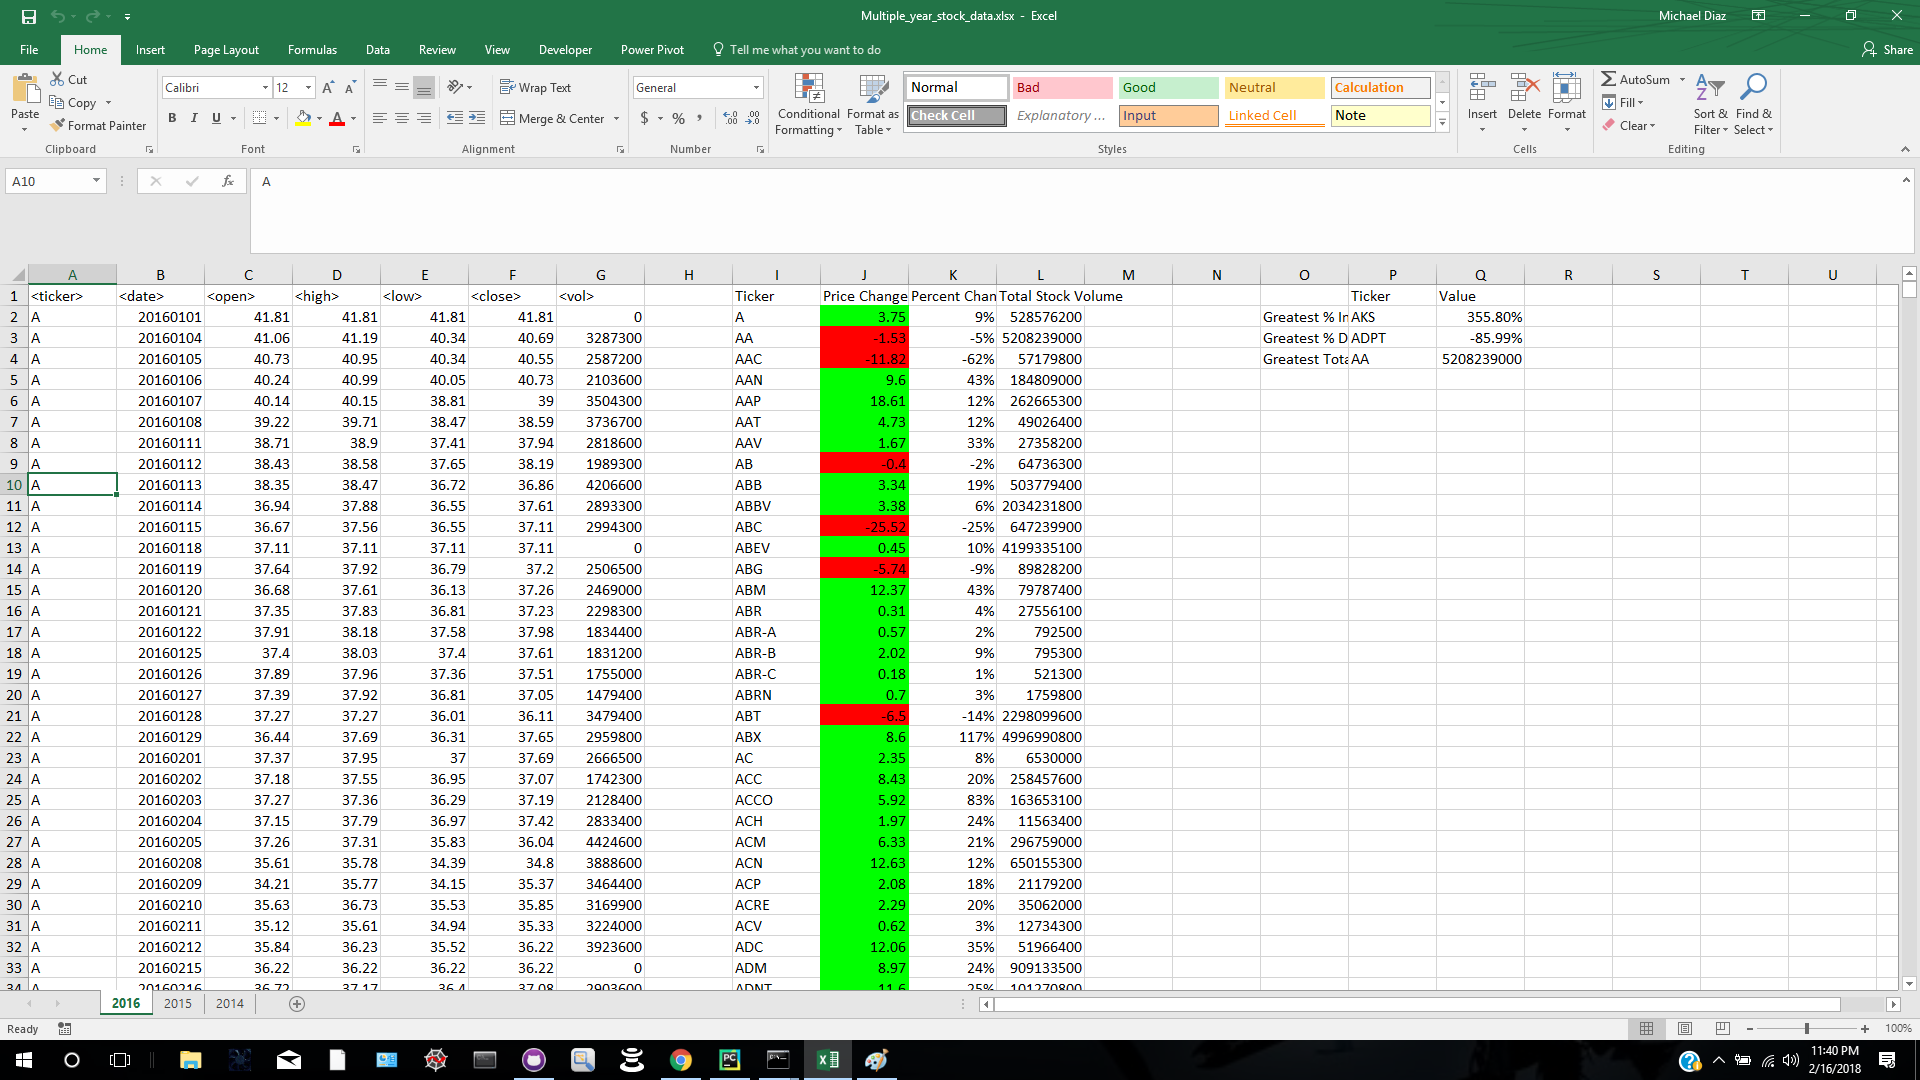 Multiple_year_stock_data.xlsx - Excel
Michael Diaz
File Home Insert Page Layout Formulas Data Review View Developer Power Pivot Tell me what you want to do Share
Cut
Copy
Format Painter
Paste
Clipboard
Calibri 12
B I U
Font
Wrap Text
Merge & Center
Alignment
General
$ % ,
Number
Conditional Formatting
Format as Table
Normal Bad Good Neutral Calculation
Check Cell Explanatory ... Input Linked Cell Note
Styles
Insert Delete Format
Cells
AutoSum
Fill
Clear
Sort & Filter
Find & Select
Editing
A10 fx A
A B C D E F G H I J K L M N O P Q R S T U
1 <ticker> <date> <open> <high> <low> <close> <vol> Ticker Price Change Percent Chan Total Stock Volume Ticker Value
2 A 20160101 41.81 41.81 41.81 41.81 0 A 3.75 9% 528576200 Greatest % In AKS 355.80%
3 A 20160104 41.06 41.19 40.34 40.69 3287300 AA -1.53 -5% 5208239000 Greatest % D ADPT -85.99%
4 A 20160105 40.73 40.95 40.34 40.55 2587200 AAC -11.82 -62% 57179800 Greatest Tota AA 5208239000
5 A 20160106 40.24 40.99 40.05 40.73 2103600 AAN 9.6 43% 184809000
6 A 20160107 40.14 40.15 38.81 39 3504300 AAP 18.61 12% 262665300
7 A 20160108 39.22 39.71 38.47 38.59 3736700 AAT 4.73 12% 49026400
8 A 20160111 38.71 38.9 37.41 37.94 2818600 AAV 1.67 33% 27358200
9 A 20160112 38.43 38.58 37.65 38.19 1989300 AB -0.4 -2% 64736300
10 A 20160113 38.35 38.47 36.72 36.86 4206600 ABB 3.34 19% 503779400
11 A 20160114 36.94 37.88 36.55 37.61 2893300 ABBV 3.38 6% 2034231800
12 A 20160115 36.67 37.56 36.55 37.11 2994300 ABC -25.52 -25% 647239900
13 A 20160118 37.11 37.11 37.11 37.11 0 ABEV 0.45 10% 4199335100
14 A 20160119 37.64 37.92 36.79 37.2 2506500 ABG -5.74 -9% 89828200
15 A 20160120 36.68 37.61 36.13 37.26 2469000 ABM 12.37 43% 79787400
16 A 20160121 37.35 37.83 36.81 37.23 2298300 ABR 0.31 4% 27556100
17 A 20160122 37.91 38.18 37.58 37.98 1834400 ABR-A 0.57 2% 792500
18 A 20160125 37.4 38.03 37.4 37.61 1831200 ABR-B 2.02 9% 795300
19 A 20160126 37.89 37.96 37.36 37.51 1755000 ABR-C 0.18 1% 521300
20 A 20160127 37.39 37.92 36.81 37.05 1479400 ABRN 0.7 3% 1759800
21 A 20160128 37.27 37.27 36.01 36.11 3479400 ABT -6.5 -14% 2298099600
22 A 20160129 36.44 37.69 36.31 37.65 2959800 ABX 8.6 117% 4996990800
23 A 20160201 37.37 37.95 37 37.69 2666500 AC 2.35 8% 6530000
24 A 20160202 37.18 37.55 36.95 37.07 1742300 ACC 8.43 20% 258457600
25 A 20160203 37.27 37.36 36.29 37.19 2128400 ACCO 5.92 83% 163653100
26 A 20160204 37.15 37.79 36.97 37.42 2833400 ACH 1.97 24% 11563400
27 A 20160205 37.26 37.31 35.83 36.04 4424600 ACM 6.33 21% 296759000
28 A 20160208 35.61 35.78 34.39 34.8 3888600 ACN 12.63 12% 650155300
29 A 20160209 34.21 35.77 34.15 35.37 3464400 ACP 2.08 18% 21179200
30 A 20160210 35.63 36.73 35.53 35.85 3169900 ACRE 2.29 20% 35062000
31 A 20160211 35.12 35.61 34.94 35.33 3224000 ACV 0.62 3% 12734300
32 A 20160212 35.84 36.23 35.52 36.22 3923600 ADC 12.06 35% 51966400
33 A 20160215 36.22 36.22 36.22 36.22 0 ADM 8.97 24% 909133500
34 A 20160216 36.72 37.17 36.4 37.08 2903600 ADNT 11.6 25% 101270800
2016 2015 2014
Ready 100%
11:40 PM
2/16/2018